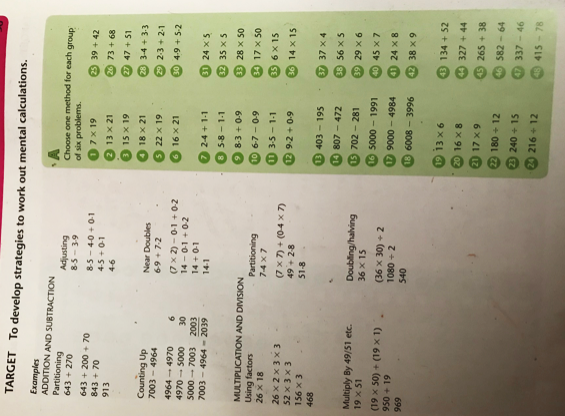 TARGET To develop strategies to work out mental calculations.
Examples
ADDITION AND SUBTRACTION
Partitioning
643 + 270
643 + 200 + 70
843 + 70
913
Adjusting
8·5 − 3·9
8·5 − 4·0 + 0·1
4·5 + 0·1
4·6
Counting Up
7003 − 4964
4964 → 4970 6
4970 → 5000 30
5000 → 7003 2003
7003 − 4964 = 2039
Near Doubles
6·9 + 7·2
(7 × 2) − 0·1 + 0·2
14 − 0·1 + 0·2
14 + 0·1
14·1
MULTIPLICATION AND DIVISION
Using factors
26 × 18
26 × 2 × 3 × 3
52 × 3 × 3
156 × 3
468
Partitioning
7·4 × 7
(7 × 7) + (0·4 × 7)
49 + 2·8
51·8
Multiply By 49/51 etc.
19 × 51
(19 × 50) + (19 × 1)
950 + 19
969
Doubling/halving
36 × 15
(36 × 30) ÷ 2
1080 ÷ 2
540
A
Choose one method for each group
of six problems.
1 7 × 19
2 13 × 21
3 15 × 19
4 18 × 21
5 22 × 19
6 16 × 21
7 2·4 + 1·1
8 5·8 − 1·1
9 8·3 + 0·9
10 6·7 − 0·9
11 3·5 − 1·1
12 9·2 + 0·9
13 403 − 195
14 807 − 472
15 702 − 281
16 5000 − 1991
17 9000 − 4984
18 6008 − 3996
19 13 × 6
20 16 × 8
21 17 × 9
22 180 ÷ 12
23 240 ÷ 15
24 216 ÷ 12
25 39 + 42
26 73 + 68
27 47 + 51
28 3·4 + 3·3
29 2·3 + 2·1
30 4·9 + 5·2
31 24 × 5
32 35 × 5
33 28 × 50
34 17 × 50
35 6 × 15
36 14 × 15
37 37 × 4
38 56 × 5
39 29 × 6
40 45 × 7
41 24 × 8
42 38 × 9
43 134 + 52
44 327 + 44
45 265 + 38
46 582 − 64
47 337 − 46
48 415 − 78